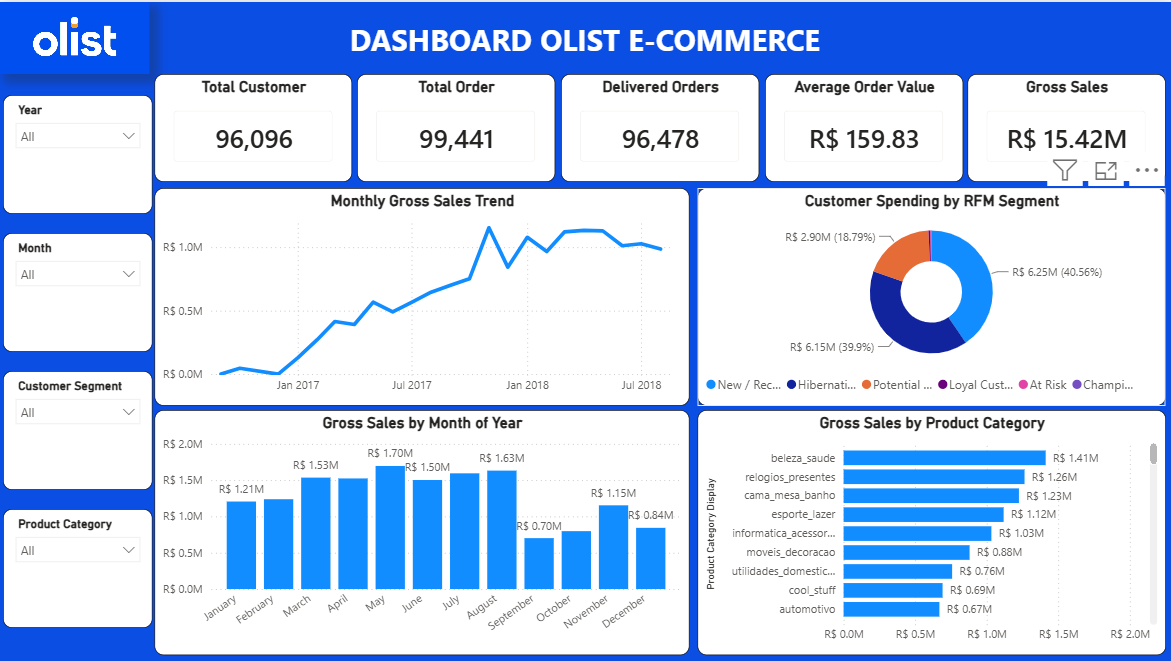 olist
DASHBOARD OLIST E-COMMERCE
Year
All
Month
All
Customer Segment
All
Product Category
All
Total Customer
96,096
Total Order
99,441
Delivered Orders
96,478
Average Order Value
R$ 159.83
Gross Sales
R$ 15.42M
Monthly Gross Sales Trend
R$ 1.0M
R$ 0.5M
R$ 0.0M
Jan 2017
Jul 2017
Jan 2018
Jul 2018
Customer Spending by RFM Segment
R$ 2.90M (18.79%)
R$ 6.25M (40.56%)
R$ 6.15M (39.9%)
New / Rec... Hibernati... Potential ... Loyal Cust... At Risk Champi...
Gross Sales by Month of Year
R$ 2.0M
R$ 1.5M
R$ 1.0M
R$ 0.5M
R$ 0.0M
R$ 1.21M
R$ 1.53M
R$ 1.70M
R$ 1.50M
R$ 1.63M
R$ 0.70M
R$ 1.15M
R$ 0.84M
January
February
March
April
May
June
July
August
September
October
November
December
Gross Sales by Product Category
Product Category Display
beleza_saude R$ 1.41M
relogios_presentes R$ 1.26M
cama_mesa_banho R$ 1.23M
esporte_lazer R$ 1.12M
informatica_acessor... R$ 1.03M
moveis_decoracao R$ 0.88M
utilidades_domestic... R$ 0.76M
cool_stuff R$ 0.69M
automotivo R$ 0.67M
R$ 0.0M R$ 0.5M R$ 1.0M R$ 1.5M R$ 2.0M